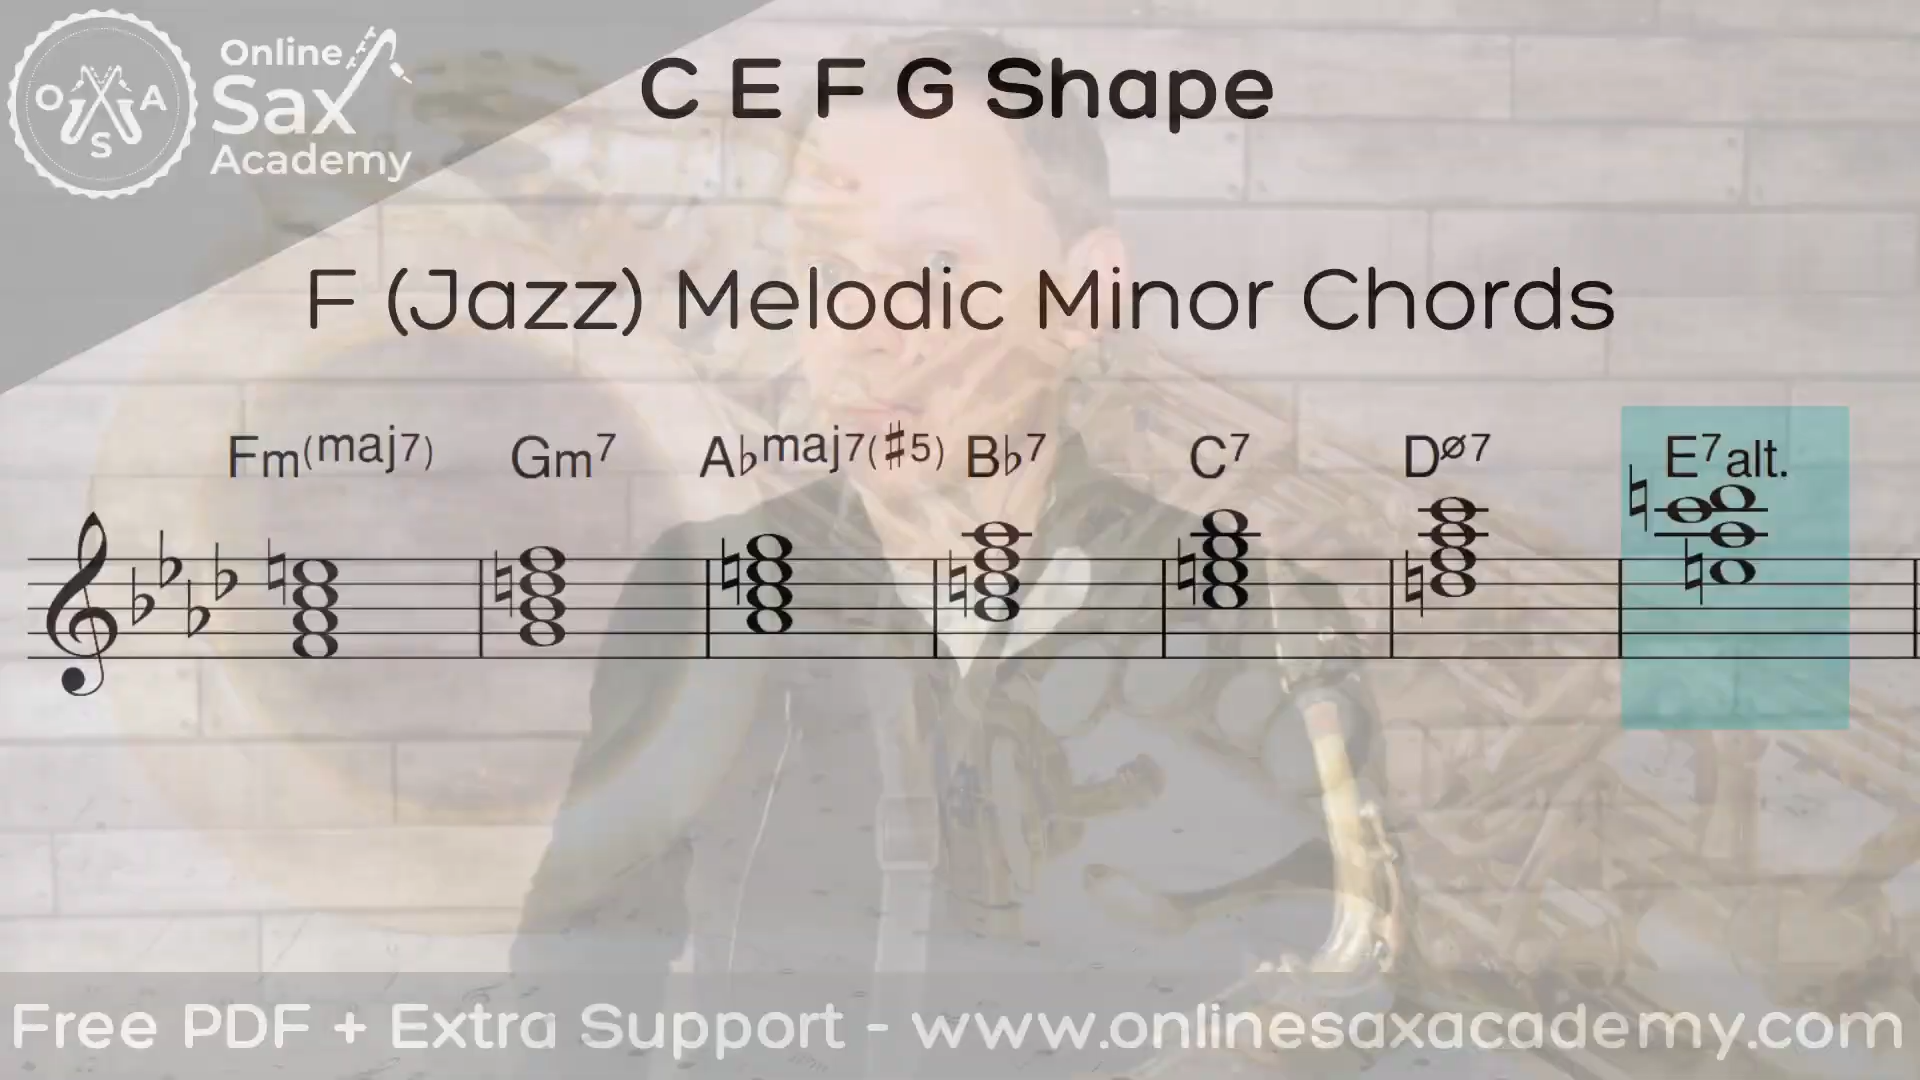 O S A
Online
Sax
Academy
C E F G Shape
F (Jazz) Melodic Minor Chords
Fm(maj7) Gm7 A♭maj7(♯5) B♭7 C7 Dø7 E7alt.
Free PDF + Extra Support - www.onlinesaxacademy.com